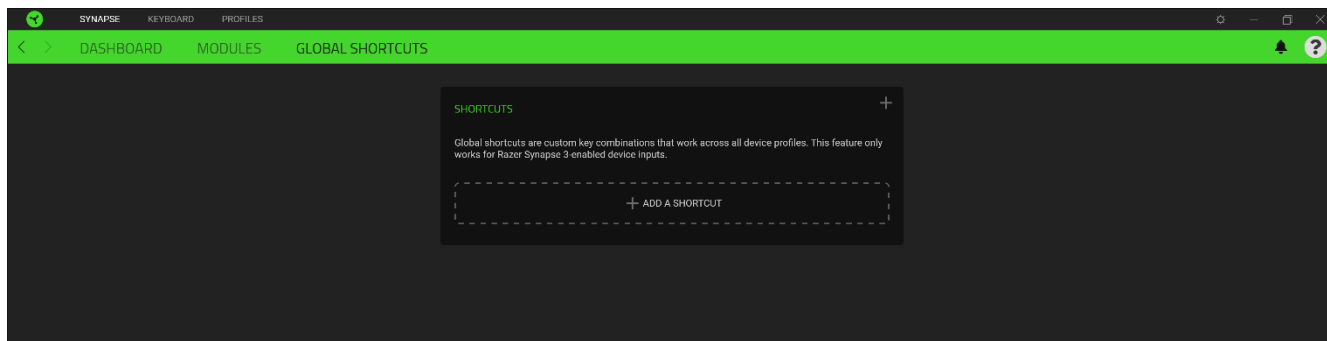 SYNAPSE KEYBOARD PROFILES
DASHBOARD MODULES GLOBAL SHORTCUTS ?
SHORTCUTS
Global shortcuts are custom key combinations that work across all device profiles. This feature only
works for Razer Synapse 3-enabled device inputs.
ADD A SHORTCUT